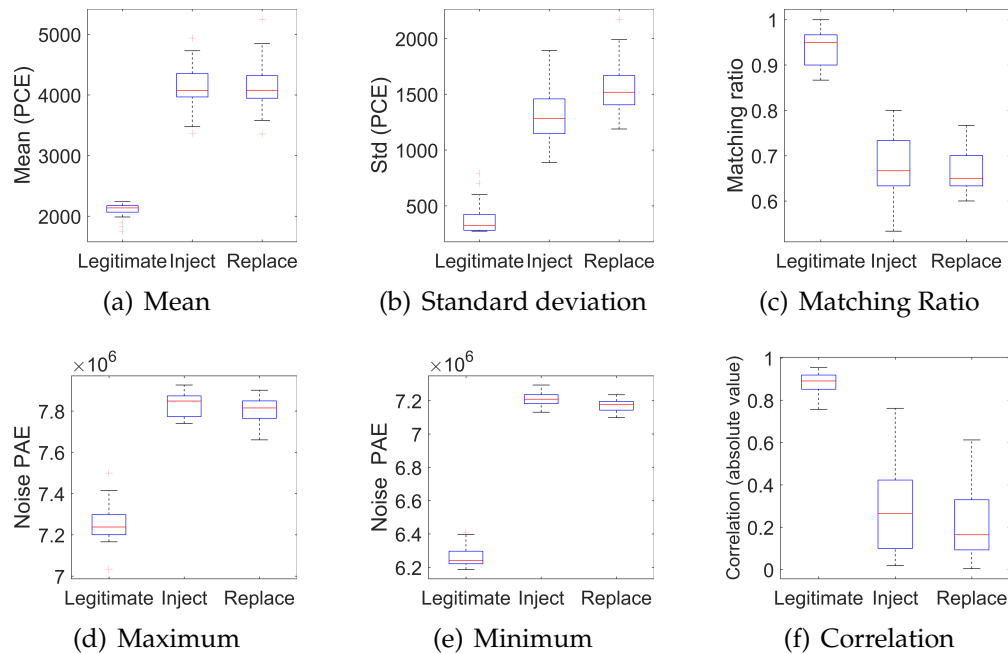 Mean (PCE)
5000
4000
3000
2000
Legitimate Inject Replace
(a) Mean
Std (PCE)
2000
1500
1000
500
Legitimate Inject Replace
(b) Standard deviation
Matching ratio
1
0.9
0.8
0.7
0.6
Legitimate Inject Replace
(c) Matching Ratio
×10⁶
Noise PAE
7.8
7.6
7.4
7.2
7
Legitimate Inject Replace
(d) Maximum
×10⁶
Noise PAE
7.2
7
6.8
6.6
6.4
6.2
Legitimate Inject Replace
(e) Minimum
Correlation (absolute value)
1
0.8
0.6
0.4
0.2
0
Legitimate Inject Replace
(f) Correlation